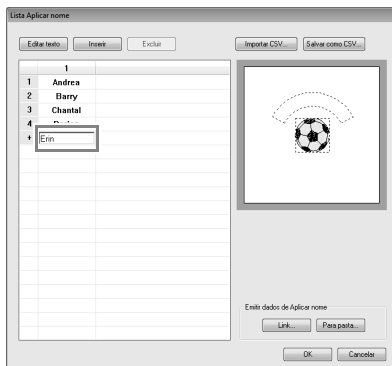 Lista Aplicar nome
Editar texto Inserir Excluir Importar CSV... Salvar como CSV...
1
1 Andrea
2 Barry
3 Chantal
4
+ Erin
Emitir dados de Aplicar nome
Link... Para pasta...
OK Cancelar